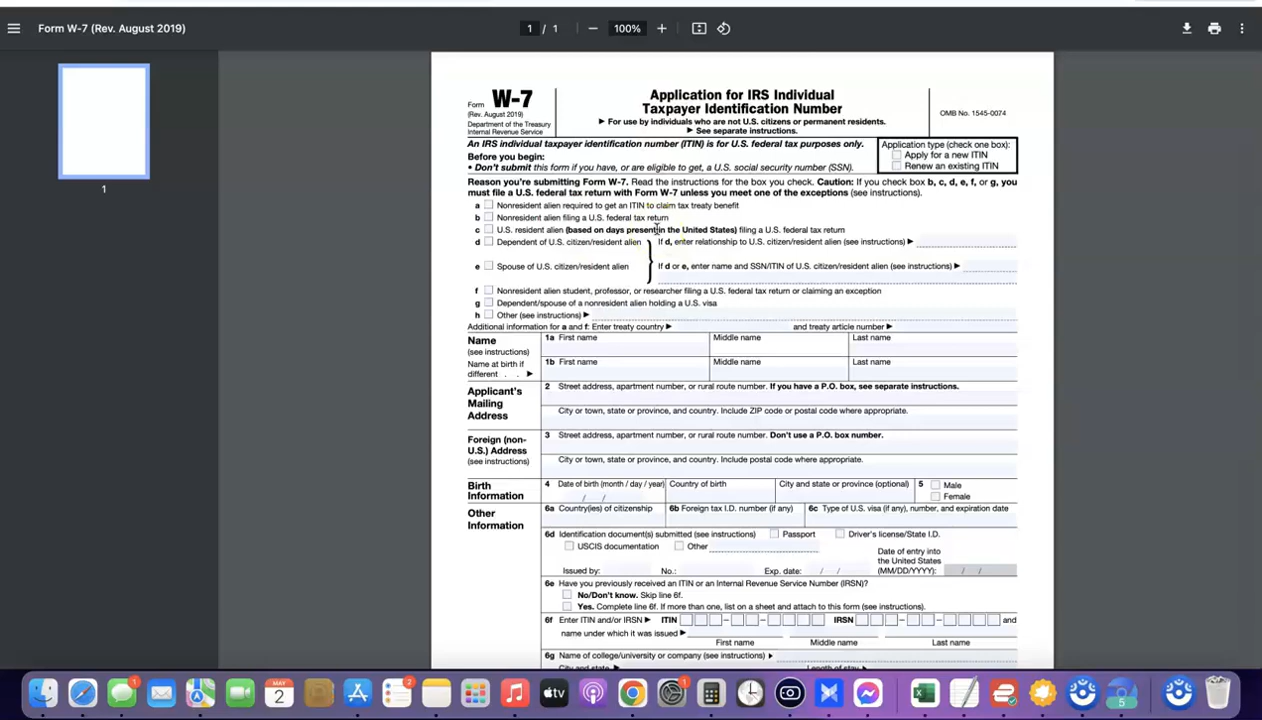 Form W-7 (Rev. August 2019)
1 / 1
100%
1
Form W-7
(Rev. August 2019)
Department of the Treasury
Internal Revenue Service
Application for IRS Individual
Taxpayer Identification Number
▶ For use by individuals who are not U.S. citizens or permanent residents.
▶ See separate instructions.
OMB No. 1545-0074
An IRS individual taxpayer identification number (ITIN) is for U.S. federal tax purposes only.
Before you begin:
• Don't submit this form if you have, or are eligible to get, a U.S. social security number (SSN).
Application type (check one box):
Apply for a new ITIN
Renew an existing ITIN
Reason you're submitting Form W-7. Read the instructions for the box you check. Caution: If you check box b, c, d, e, f, or g, you
must file a U.S. federal tax return with Form W-7 unless you meet one of the exceptions (see instructions).
a Nonresident alien required to get an ITIN to claim tax treaty benefit
b Nonresident alien filing a U.S. federal tax return
c U.S. resident alien (based on days present in the United States) filing a U.S. federal tax return
d Dependent of U.S. citizen/resident alien If d, enter relationship to U.S. citizen/resident alien (see instructions) ▶
e Spouse of U.S. citizen/resident alien If d or e, enter name and SSN/ITIN of U.S. citizen/resident alien (see instructions) ▶
f Nonresident alien student, professor, or researcher filing a U.S. federal tax return or claiming an exception
g Dependent/spouse of a nonresident alien holding a U.S. visa
h Other (see instructions) ▶
Additional information for a and f: Enter treaty country ▶ and treaty article number ▶
Name
(see instructions)
1a First name Middle name Last name
Name at birth if
different . . ▶
1b First name Middle name Last name
Applicant's
Mailing
Address
2 Street address, apartment number, or rural route number. If you have a P.O. box, see separate instructions.
City or town, state or province, and country. Include ZIP code or postal code where appropriate.
Foreign (non-
U.S.) Address
(see instructions)
3 Street address, apartment number, or rural route number. Don't use a P.O. box number.
City or town, state or province, and country. Include postal code where appropriate.
Birth
Information
4 Date of birth (month / day / year) Country of birth City and state or province (optional) 5 Male
/ / Female
Other
Information
6a Country(ies) of citizenship 6b Foreign tax I.D. number (if any) 6c Type of U.S. visa (if any), number, and expiration date
6d Identification document(s) submitted (see instructions) Passport Driver's license/State I.D.
USCIS documentation Other
Date of entry into
the United States
Issued by: No.: Exp. date: / / (MM/DD/YYYY): / /
6e Have you previously received an ITIN or an Internal Revenue Service Number (IRSN)?
No/Don't know. Skip line 6f.
Yes. Complete line 6f. If more than one, list on a sheet and attach to this form (see instructions).
6f Enter ITIN and/or IRSN ▶ ITIN – – IRSN – – and
name under which it was issued ▶
First name Middle name Last name
6g Name of college/university or company (see instructions) ▶
City and state ▶ Length of stay ▶
1
MAY
2
2
tv
1
5